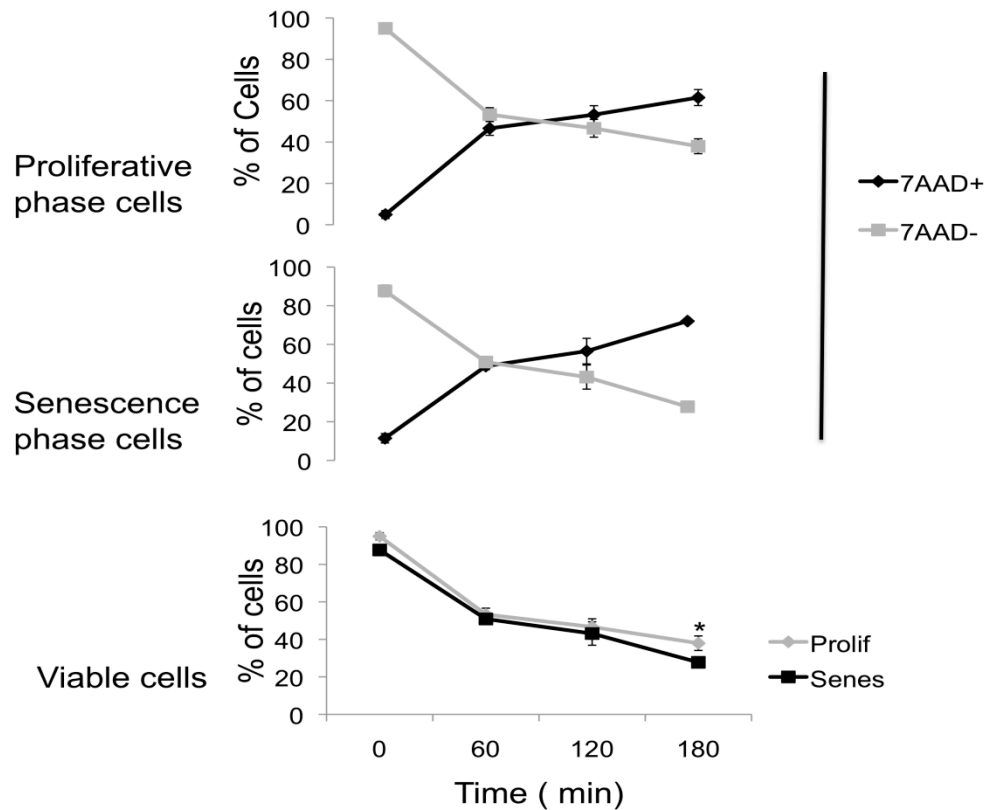 100
80
60
40
20
0
% of Cells
Proliferative
phase cells
7AAD+
7AAD-
100
80
60
40
20
0
% of cells
Senescence
phase cells
100
80
60
40
20
0
% of cells
*
Viable cells
Prolif
Senes
0 60 120 180
Time ( min)